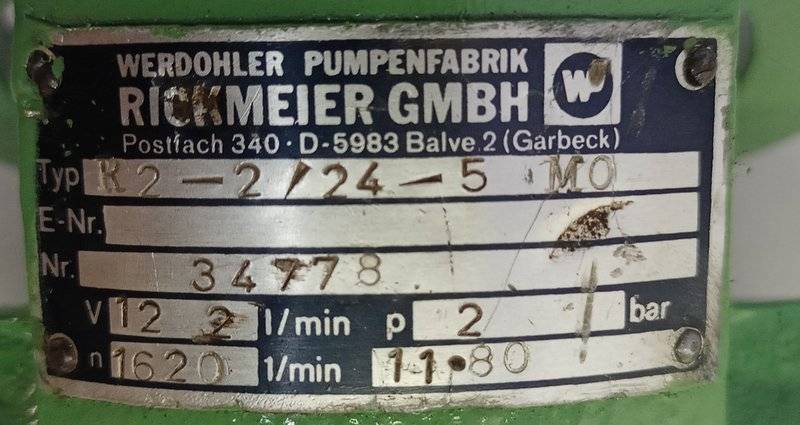 WERDOHLER PUMPENFABRIK
RICKMEIER GMBH
W
Postfach 340 · D-5983 Balve 2 (Garbeck)
Typ R2-2/24-5 MO
E-Nr.
Nr. 34778
V 12 2 l/min p 2 bar
n 1620 1/min 11•80